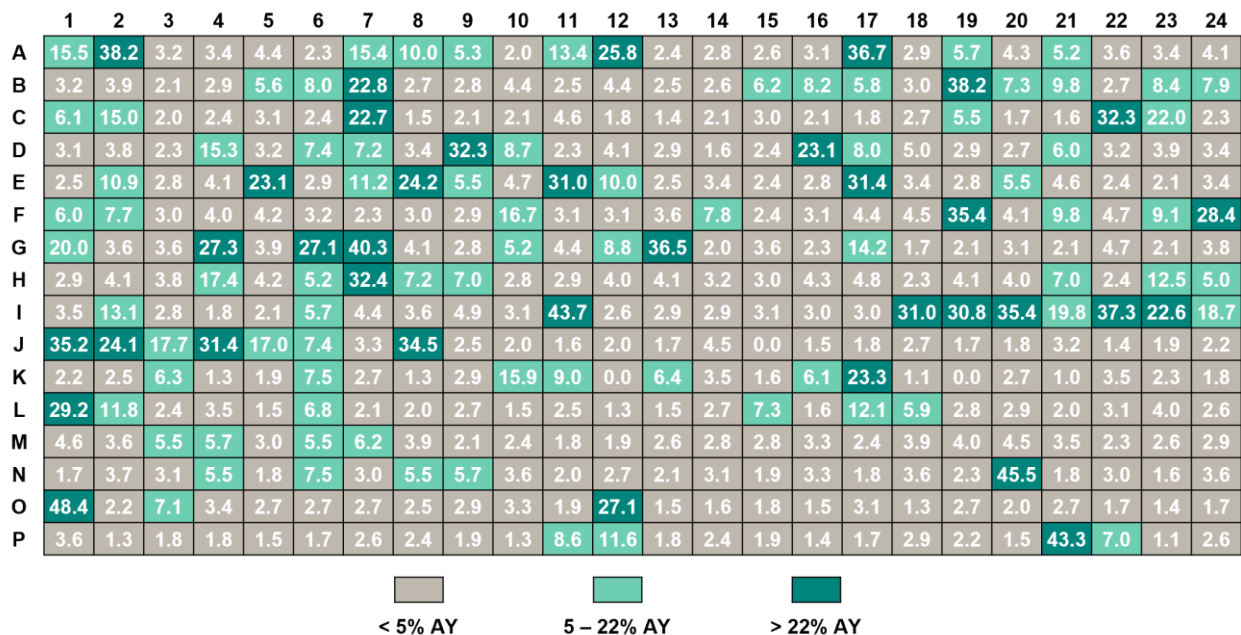 1 2 3 4 5 6 7 8 9 10 11 12 13 14 15 16 17 18 19 20 21 22 23 24
A 15.5 38.2 3.2 3.4 4.4 2.3 15.4 10.0 5.3 2.0 13.4 25.8 2.4 2.8 2.6 3.1 36.7 2.9 5.7 4.3 5.2 3.6 3.4 4.1
B 3.2 3.9 2.1 2.9 5.6 8.0 22.8 2.7 2.8 4.4 2.5 4.4 2.5 2.6 6.2 8.2 5.8 3.0 38.2 7.3 9.8 2.7 8.4 7.9
C 6.1 15.0 2.0 2.4 3.1 2.4 22.7 1.5 2.1 2.1 4.6 1.8 1.4 2.1 3.0 2.1 1.8 2.7 5.5 1.7 1.6 32.3 22.0 2.3
D 3.1 3.8 2.3 15.3 3.2 7.4 7.2 3.4 32.3 8.7 2.3 4.1 2.9 1.6 2.4 23.1 8.0 5.0 2.9 2.7 6.0 3.2 3.9 3.4
E 2.5 10.9 2.8 4.1 23.1 2.9 11.2 24.2 5.5 4.7 31.0 10.0 2.5 3.4 2.4 2.8 31.4 3.4 2.8 5.5 4.6 2.4 2.1 3.4
F 6.0 7.7 3.0 4.0 4.2 3.2 2.3 3.0 2.9 16.7 3.1 3.1 3.6 7.8 2.4 3.1 4.4 4.5 35.4 4.1 9.8 4.7 9.1 28.4
G 20.0 3.6 3.6 27.3 3.9 27.1 40.3 4.1 2.8 5.2 4.4 8.8 36.5 2.0 3.6 2.3 14.2 1.7 2.1 3.1 2.1 4.7 2.1 3.8
H 2.9 4.1 3.8 17.4 4.2 5.2 32.4 7.2 7.0 2.8 2.9 4.0 4.1 3.2 3.0 4.3 4.8 2.3 4.1 4.0 7.0 2.4 12.5 5.0
I 3.5 13.1 2.8 1.8 2.1 5.7 4.4 3.6 4.9 3.1 43.7 2.6 2.9 2.9 3.1 3.0 3.0 31.0 30.8 35.4 19.8 37.3 22.6 18.7
J 35.2 24.1 17.7 31.4 17.0 7.4 3.3 34.5 2.5 2.0 1.6 2.0 1.7 4.5 0.0 1.5 1.8 2.7 1.7 1.8 3.2 1.4 1.9 2.2
K 2.2 2.5 6.3 1.3 1.9 7.5 2.7 1.3 2.9 15.9 9.0 0.0 6.4 3.5 1.6 6.1 23.3 1.1 0.0 2.7 1.0 3.5 2.3 1.8
L 29.2 11.8 2.4 3.5 1.5 6.8 2.1 2.0 2.7 1.5 2.5 1.3 1.5 2.7 7.3 1.6 12.1 5.9 2.8 2.9 2.0 3.1 4.0 2.6
M 4.6 3.6 5.5 5.7 3.0 5.5 6.2 3.9 2.1 2.4 1.8 1.9 2.6 2.8 2.8 3.3 2.4 3.9 4.0 4.5 3.5 2.3 2.6 2.9
N 1.7 3.7 3.1 5.5 1.8 7.5 3.0 5.5 5.7 3.6 2.0 2.7 2.1 3.1 1.9 3.3 1.8 3.6 2.3 45.5 1.8 3.0 1.6 3.6
O 48.4 2.2 7.1 3.4 2.7 2.7 2.7 2.5 2.9 3.3 1.9 27.1 1.5 1.6 1.8 1.5 3.1 1.3 2.7 2.0 2.7 1.7 1.4 1.7
P 3.6 1.3 1.8 1.8 1.5 1.7 2.6 2.4 1.9 1.3 8.6 11.6 1.8 2.4 1.9 1.4 1.7 2.9 2.2 1.5 43.3 7.0 1.1 2.6
< 5% AY 5 – 22% AY > 22% AY